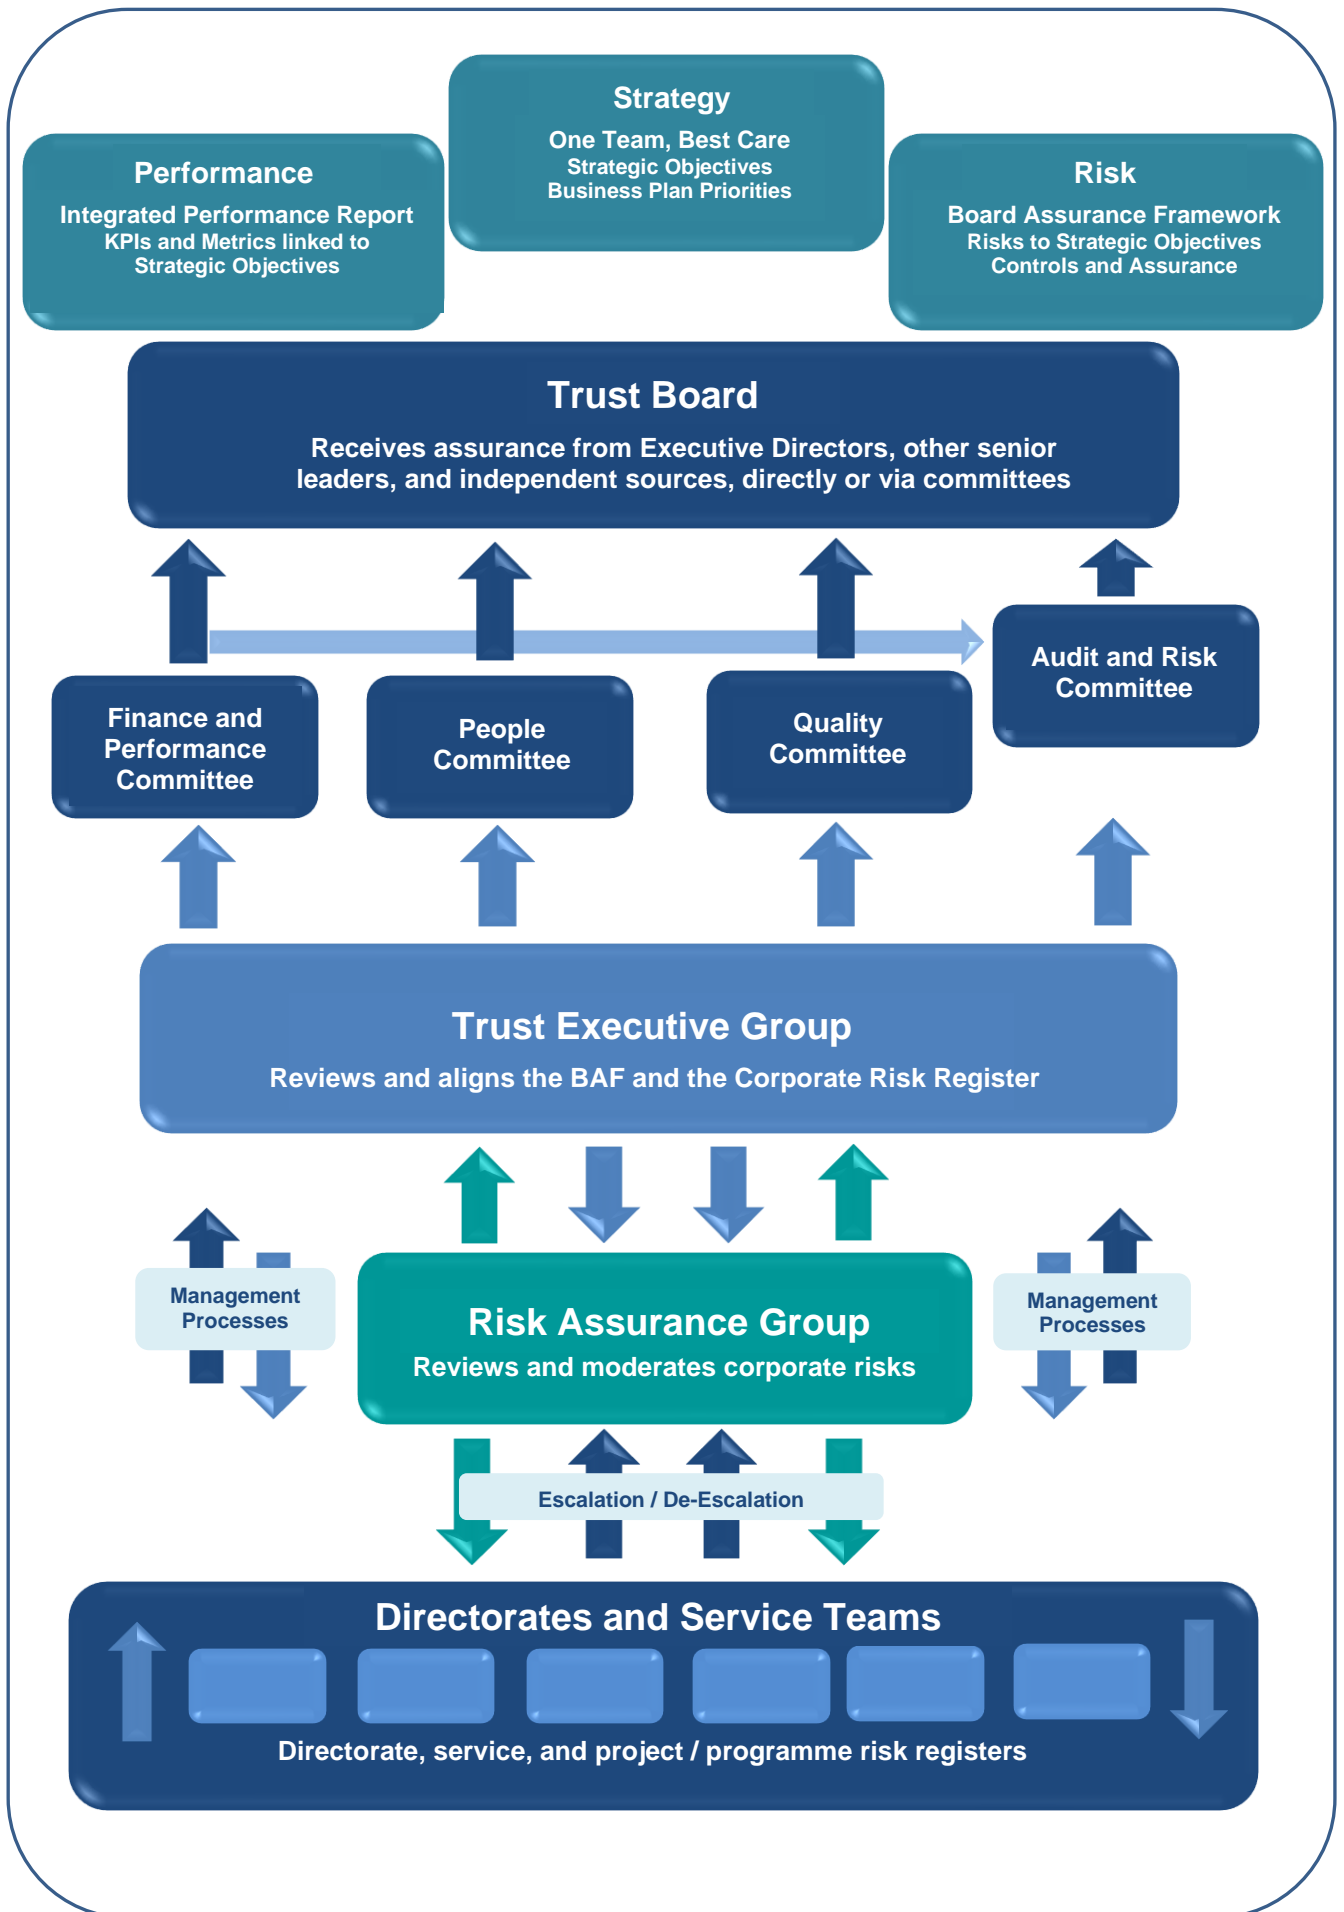 Strategy
One Team, Best Care
Strategic Objectives
Business Plan Priorities
Performance
Integrated Performance Report
KPIs and Metrics linked to
Strategic Objectives
Risk
Board Assurance Framework
Risks to Strategic Objectives
Controls and Assurance
Trust Board
Receives assurance from Executive Directors, other senior
leaders, and independent sources, directly or via committees
Finance and
Performance
Committee
People
Committee
Quality
Committee
Audit and Risk
Committee
Trust Executive Group
Reviews and aligns the BAF and the Corporate Risk Register
Management
Processes
Risk Assurance Group
Reviews and moderates corporate risks
Management
Processes
Escalation / De-Escalation
Directorates and Service Teams
Directorate, service, and project / programme risk registers